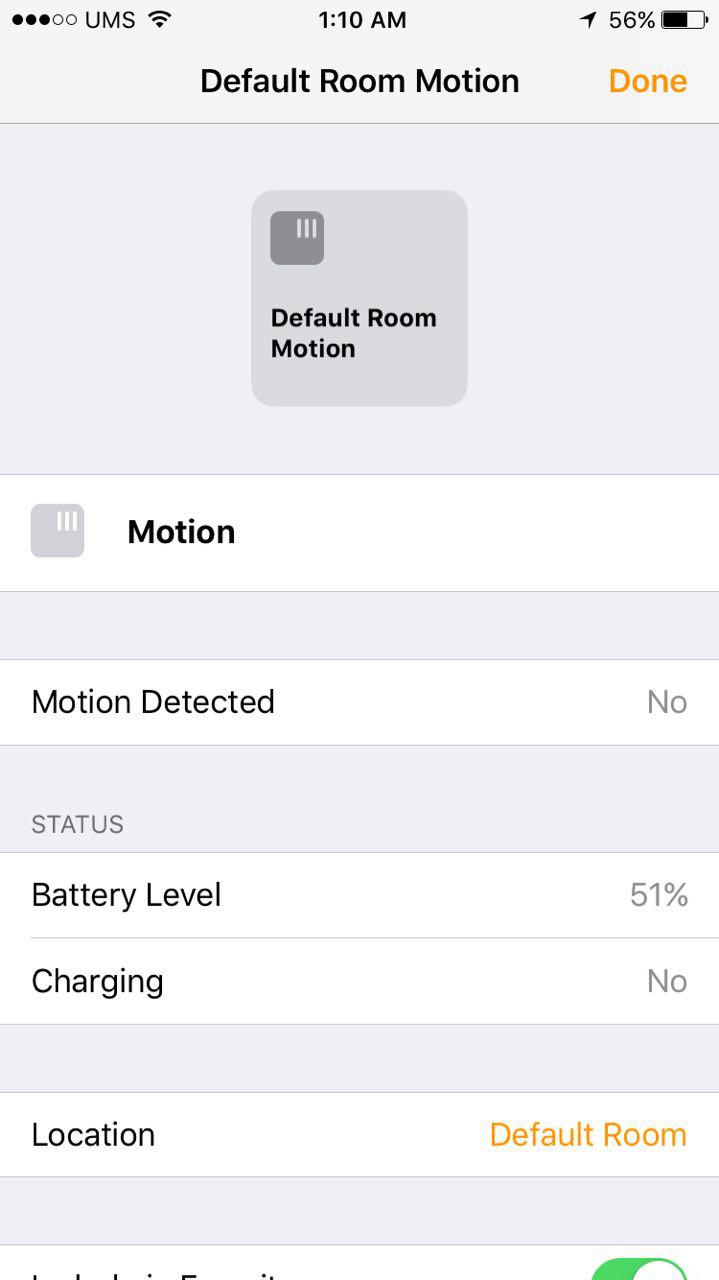 UMS 1:10 AM 56%
Default Room Motion Done
Default Room
Motion
Motion
Motion Detected No
STATUS
Battery Level 51%
Charging No
Location Default Room